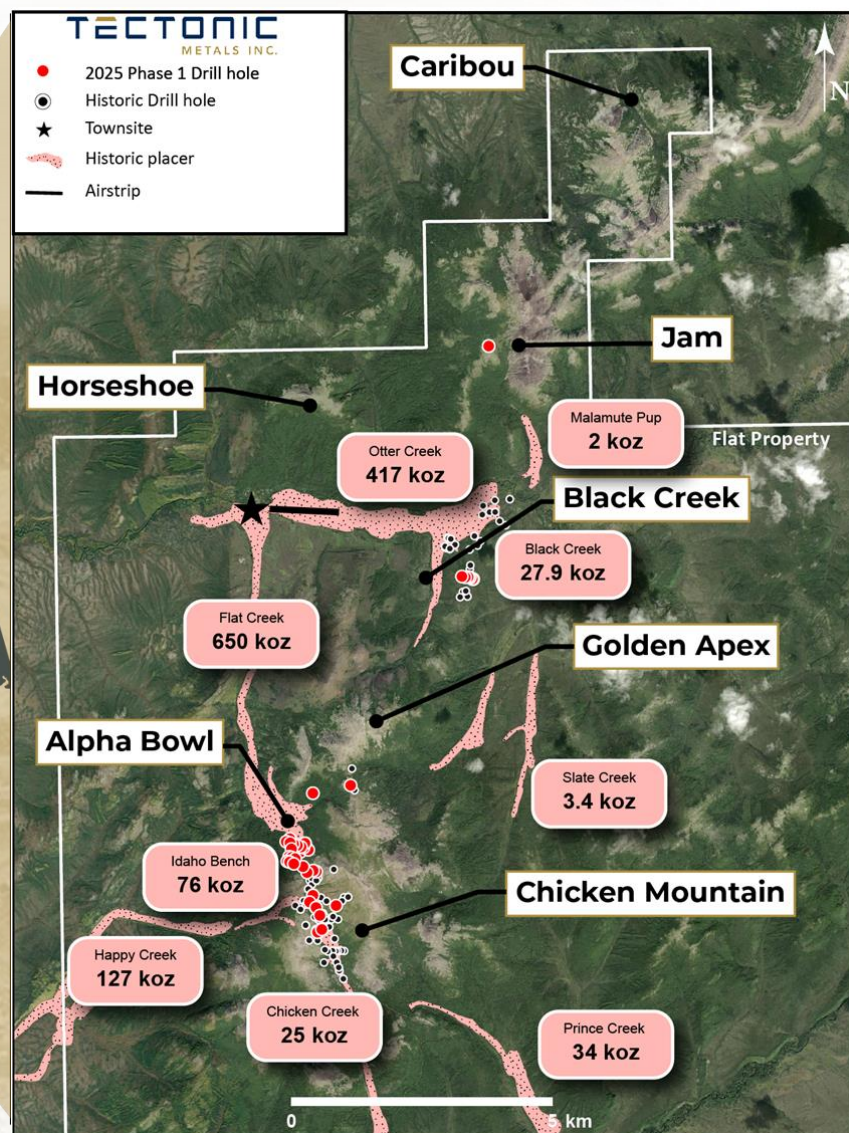 TECTONIC
METALS INC.
2025 Phase 1 Drill hole
Historic Drill hole
Townsite
Historic placer
Airstrip
N
Caribou
Jam
Horseshoe
Malamute Pup
2 koz
Flat Property
Otter Creek
417 koz
Black Creek
Black Creek
27.9 koz
Flat Creek
650 koz
Golden Apex
Alpha Bowl
Slate Creek
3.4 koz
Idaho Bench
76 koz
Chicken Mountain
Happy Creek
127 koz
Chicken Creek
25 koz
Prince Creek
34 koz
0 5 km